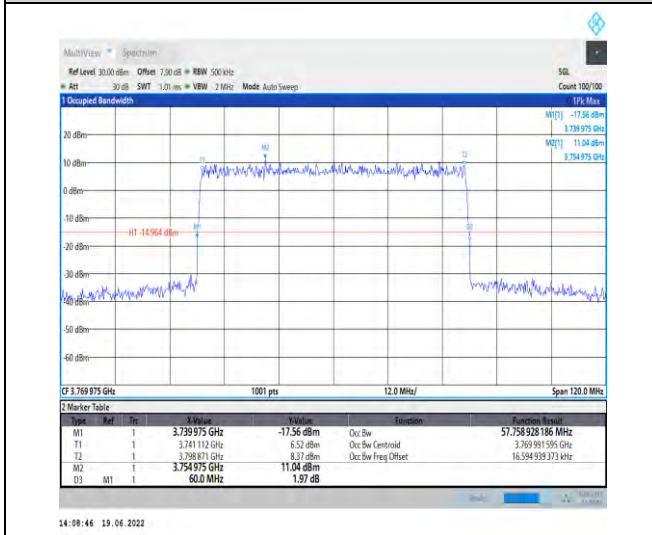 MultiView Spectrum
Ref Level 30.00 dBm Offset 7.50 dB RBW 500 kHz SGL
Att 30 dB SWT 1.01 ms VBW 2 MHz Mode Auto Sweep Count 100/100
1 Occupied Bandwidth 1Pk Max
M1[1] -17.56 dBm
3.739 975 GHz
M2[1] 11.04 dBm
3.754 975 GHz
20 dBm
M2
T1 T2
10 dBm
0 dBm
-10 dBm
H1 -14.964 dBm M1 D3
-20 dBm
-30 dBm
-40 dBm
-50 dBm
-60 dBm
CF 3.769 975 GHz 1001 pts 12.0 MHz/ Span 120.0 MHz
2 Marker Table
Type Ref Trc X-Value Y-Value Function Function Result
M1 1 3.739 975 GHz -17.56 dBm Occ Bw 57.758 928 186 MHz
T1 1 3.741 112 GHz 6.52 dBm Occ Bw Centroid 3.769 991 595 GHz
T2 1 3.798 871 GHz 8.37 dBm Occ Bw Freq Offset 16.594 939 373 kHz
M2 1 3.754 975 GHz 11.04 dBm
D3 M1 1 60.0 MHz 1.97 dB
14:08:46 19.06.2022